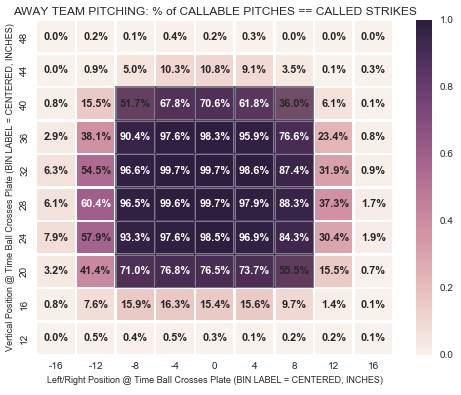 AWAY TEAM PITCHING: % of CALLABLE PITCHES == CALLED STRIKES
48 0.0% 0.2% 0.1% 0.4% 0.2% 0.3% 0.0% 0.0% 0.0%
44 0.0% 0.9% 5.0% 10.3% 10.8% 9.1% 3.5% 0.1% 0.3%
40 0.8% 15.5% 51.7% 67.8% 70.6% 61.8% 36.0% 6.1% 0.1%
36 2.9% 38.1% 90.4% 97.6% 98.3% 95.9% 76.6% 23.4% 0.8%
32 6.3% 54.5% 96.6% 99.7% 99.7% 98.6% 87.4% 31.9% 0.9%
28 6.1% 60.4% 96.5% 99.6% 99.7% 97.9% 88.3% 37.3% 1.7%
24 7.9% 57.9% 93.3% 97.6% 98.5% 96.9% 84.3% 30.4% 1.9%
20 3.2% 41.4% 71.0% 76.8% 76.5% 73.7% 55.5% 15.5% 0.7%
16 0.8% 7.6% 15.9% 16.3% 15.4% 15.6% 9.7% 1.4% 0.1%
12 0.0% 0.5% 0.4% 0.5% 0.3% 0.1% 0.2% 0.2% 0.1%
-16 -12 -8 -4 0 4 8 12 16
Left/Right Position @ Time Ball Crosses Plate (BIN LABEL = CENTERED, INCHES)
Vertical Position @ Time Ball Crosses Plate (BIN LABEL = CENTERED, INCHES)
1.0
0.8
0.6
0.4
0.2
0.0